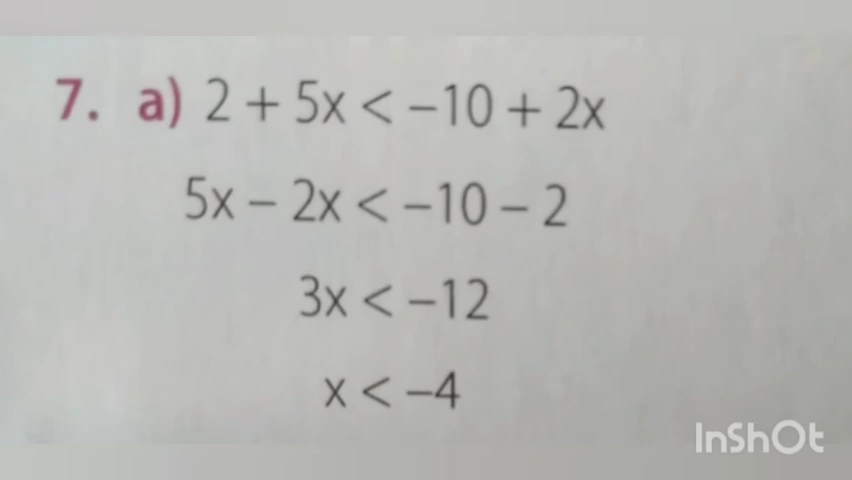 7. a) 2 + 5x < –10 + 2x
5x – 2x < –10 – 2
3x < –12
x < –4
InShOt